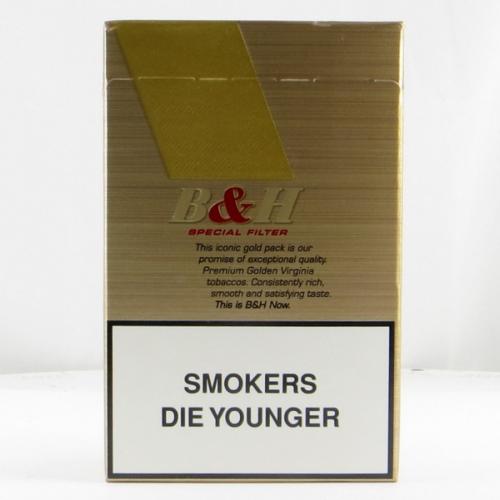 B&H
SPECIAL FILTER
This iconic gold pack is our
promise of exceptional quality.
Premium Golden Virginia
tobaccos. Consistently rich,
smooth and satisfying taste.
This is B&H Now.
SMOKERS
DIE YOUNGER